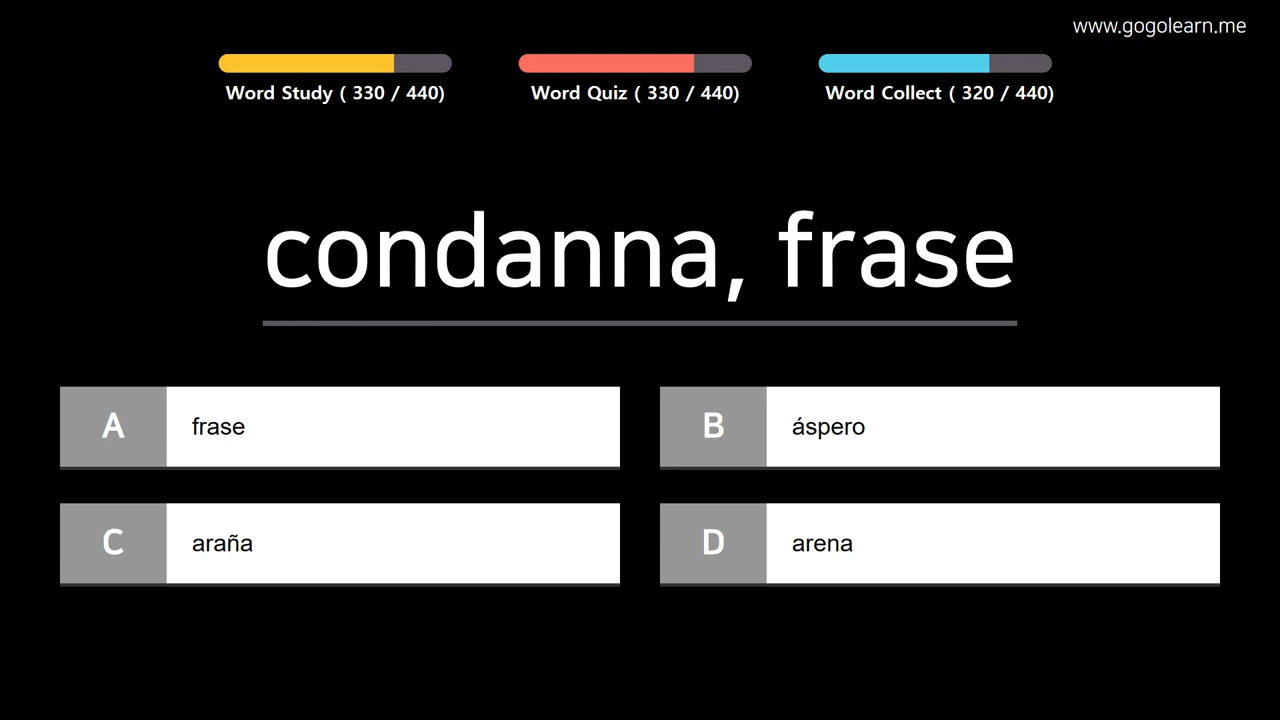 www.gogolearn.me
Word Study ( 330 / 440)
Word Quiz ( 330 / 440)
Word Collect ( 320 / 440)
condanna, frase
A frase
B áspero
C araña
D arena